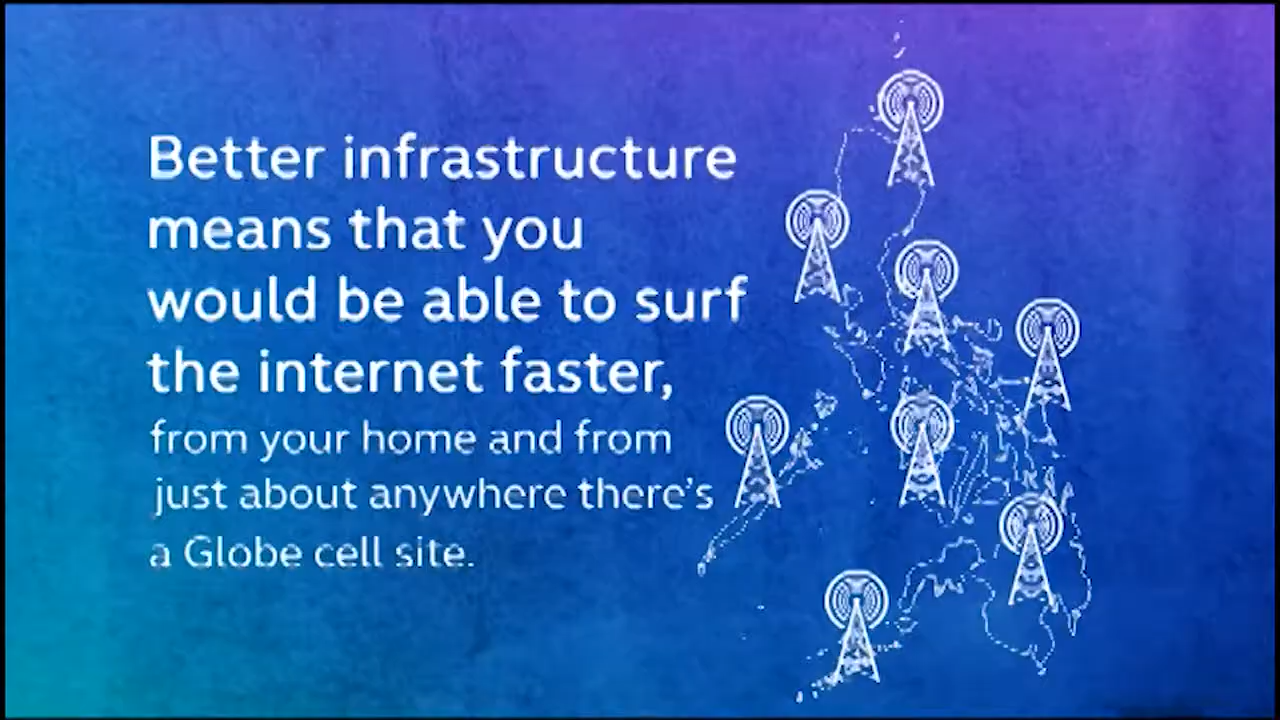 Better infrastructure
means that you
would be able to surf
the internet faster,
from your home and from
just about anywhere there's
a Globe cell site.